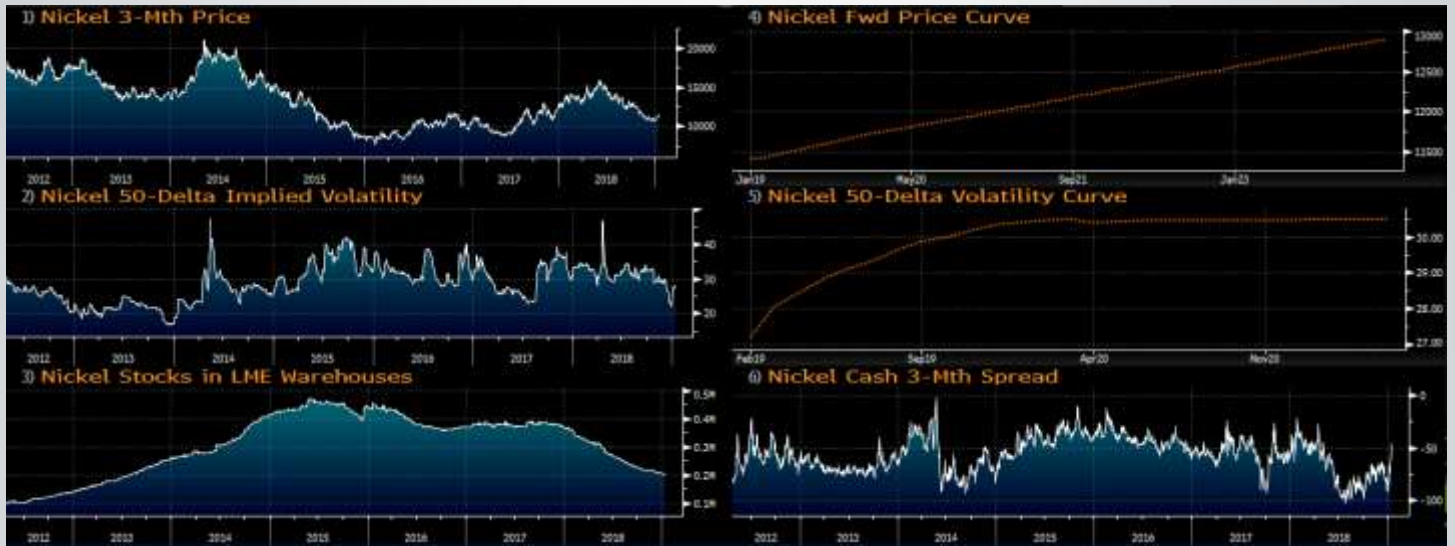 1) Nickel 3-Mth Price
20000
15000
10000
2012 2013 2014 2015 2016 2017 2018
2) Nickel 50-Delta Implied Volatility
40
30
20
2012 2013 2014 2015 2016 2017 2018
3) Nickel Stocks in LME Warehouses
0.5M
0.4M
0.3M
0.2M
0.1M
2012 2013 2014 2015 2016 2017 2018
4) Nickel Fwd Price Curve
13000
12500
12000
11500
Jan19 May20 Sep21 Jan23
5) Nickel 50-Delta Volatility Curve
30.00
29.00
28.00
27.00
Feb19 Sep19 Apr20 Nov20
6) Nickel Cash 3-Mth Spread
0
-50
-100
2012 2013 2014 2015 2016 2017 2018